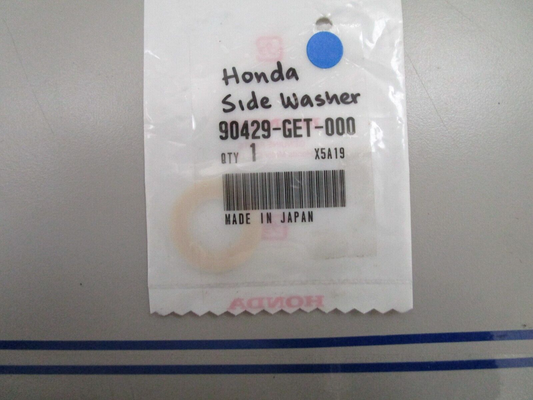 Honda
Side Washer
90429-GET-000
QTY 1 X5A19
MADE IN JAPAN
HONDA